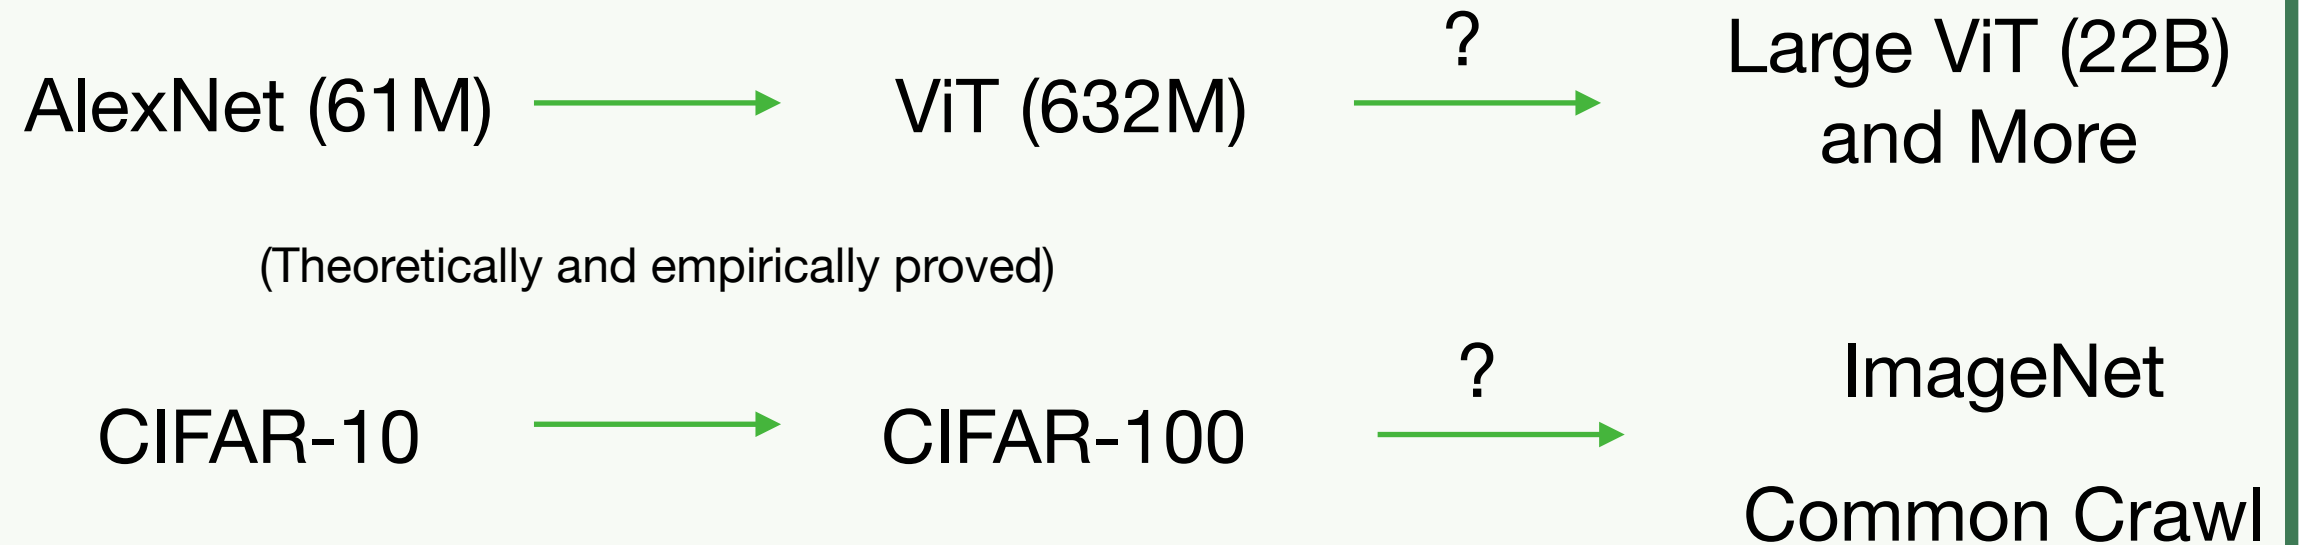 AlexNet (61M)
ViT (632M)
?
Large ViT (22B)
and More
(Theoretically and empirically proved)
CIFAR-10
CIFAR-100
?
ImageNet
Common Crawl